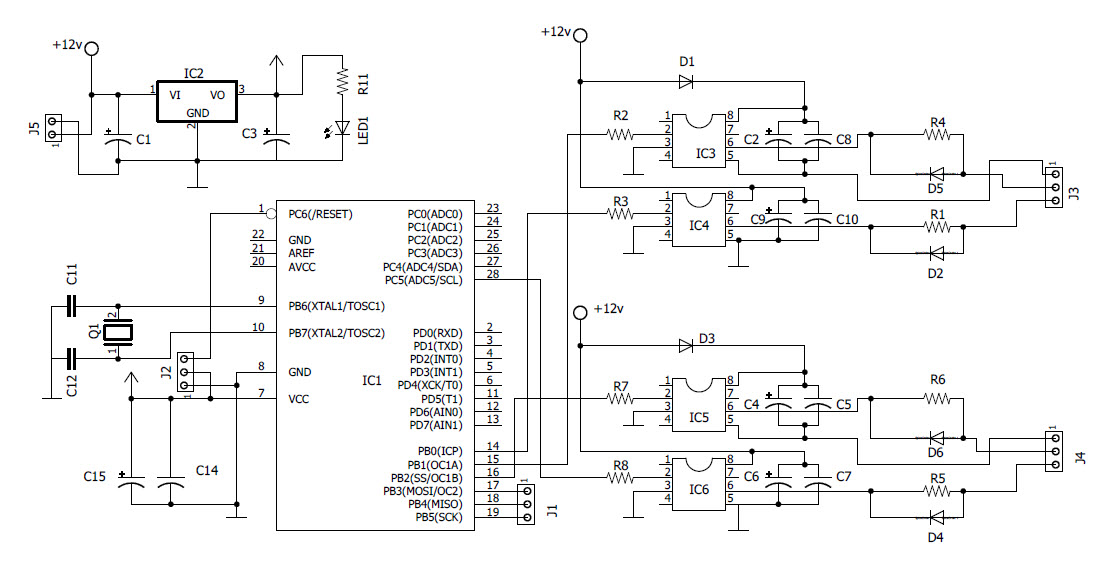 +12v
IC2
1
VI
VO
3
GND
2
J5
1
C1
C3
R11
LED1
+12v
D1
R2
1
2
3
4
8
7
6
5
IC3
C2
C8
R4
D5
1
J3
R3
1
2
3
4
8
7
6
5
IC4
C9
C10
R1
D2
1
PC6(/RESET)
22
GND
21
AREF
20
AVCC
9
PB6(XTAL1/TOSC1)
10
PB7(XTAL2/TOSC2)
8
GND
7
VCC
IC1
PC0(ADC0)
23
PC1(ADC1)
24
PC2(ADC2)
25
PC3(ADC3)
26
PC4(ADC4/SDA)
27
PC5(ADC5/SCL)
28
PD0(RXD)
2
PD1(TXD)
3
PD2(INT0)
4
PD3(INT1)
5
PD4(XCK/T0)
6
PD5(T1)
11
PD6(AIN0)
12
PD7(AIN1)
13
PB0(ICP)
14
PB1(OC1A)
15
PB2(SS/OC1B)
16
PB3(MOSI/OC2)
17
PB4(MISO)
18
PB5(SCK)
19
1
J1
C11
Q1
2
1
C12
J2
1
C15
C14
+12v
D3
R7
1
2
3
4
8
7
6
5
IC5
C4
C5
R6
D6
1
J4
R8
1
2
3
4
8
7
6
5
IC6
C6
C7
R5
D4